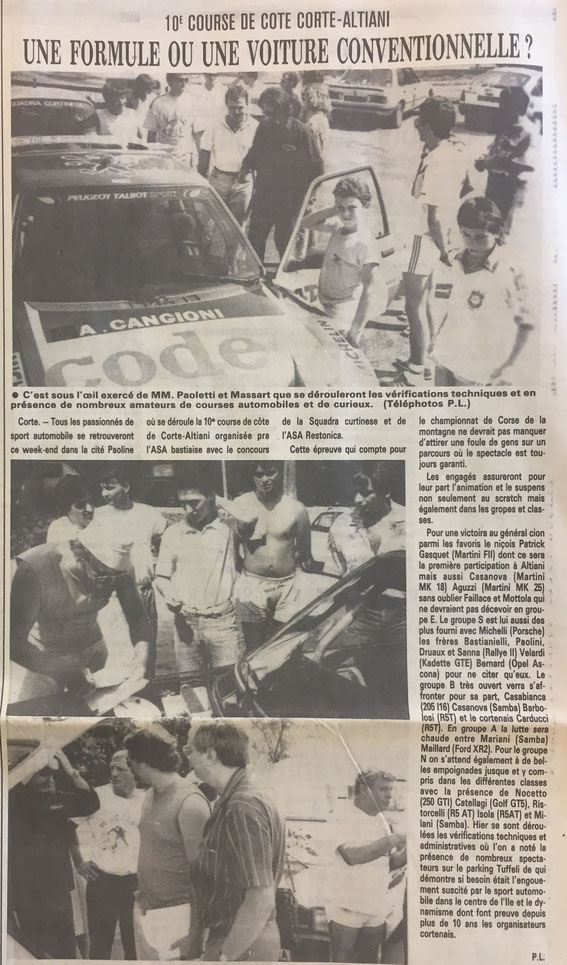 10e COURSE DE COTE CORTE-ALTIANI
UNE FORMULE OU UNE VOITURE CONVENTIONNELLE ?
SQUADRA CURTINE
PEUGEOT TALBOT SPORT
A. CANGIONI
code
MICHELIN
● C'est sous l'œil exercé de MM. Paoletti et Massart que se dérouleront les vérifications techniques et en
présence de nombreux amateurs de courses automobiles et de curieux. (Téléphotos P.L.)
Corte. – Tous les passionnés de
sport automobile se retrouveront
ce week-end dans la cité Paoline
où se déroule la 10e course de côte
de Corte-Altiani organisée pra
l'ASA bastiaise avec le concours
de la Squadra curtinese et de
l'ASA Restonica.
Cette épreuve qui compte pour
le championnat de Corse de la
montagne ne devrait pas manquer
d'attirer une foule de gens sur un
parcours où le spectacle est tou-
jours garanti.
Les engagés assureront pour
leur part l'animation et le suspens
non seulement au scratch mais
également dans les gropes et clas-
ses.
Pour une victoira au général cion
parmi les favoris le niçois Patrick
Gasquet (Martini FII) dont ce sera
la première participation à Altiani
mais aussi Casanova (Martini
MK 18) Aguzzi (Martini MK 25)
sans oublier Faillace et Mottola qui
ne devraient pas décevoir en grou-
pe E. Le groupe S est lui aussi des
plus fourni avec Michelli (Porsche)
les frères Bastianielli, Paolini,
Druaux et Sanna (Rallye II) Velardi
(Kadette GTE) Bernard (Opel As-
cona) pour ne citer qu'eux. Le
groupe B très ouvert verra s'af-
fronter pour sa part, Casabianca
(205 I16) Casanova (Samba) Barbo-
losi (R5T) et le cortenais Carducci
(R5T). En groupe A la lutte sera
chaude entre Mariani (Samba)
Maillard (Ford XR2). Pour le groupe
N on s'attend également à de bel-
les empoignades jusque et y com-
pris dans les différentes classes
avec la présence de Nocetto
(250 GTI) Catellagi (Golf GT5), Ris-
torcelli (R5 AT) Isola (R5AT) et Mi-
lani (Samba). Hier se sont dérou-
lées les vérifications techniques et
administratives où l'on a noté la
présence de nombreux specta-
teurs sur le parking Tuffeli de qui
démontre si besoin était l'engoue-
ment suscité par le sport automo-
bile dans le centre de l'Ile et le dy-
namisme dont font preuve depuis
plus de 10 ans les organisateurs
cortenais.
P.L.